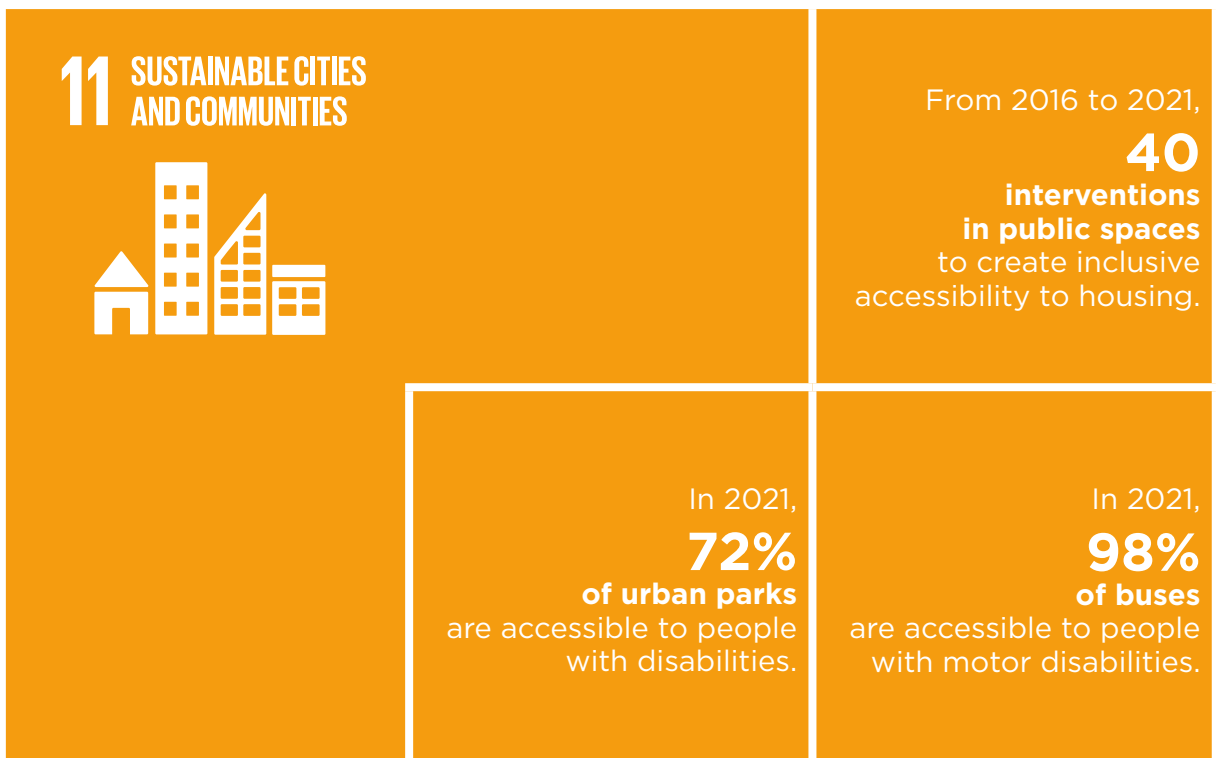 11 SUSTAINABLE CITIES
AND COMMUNITIES
From 2016 to 2021,
40
interventions
in public spaces
to create inclusive
accessibility to housing.
In 2021,
72%
of urban parks
are accessible to people
with disabilities.
In 2021,
98%
of buses
are accessible to people
with motor disabilities.